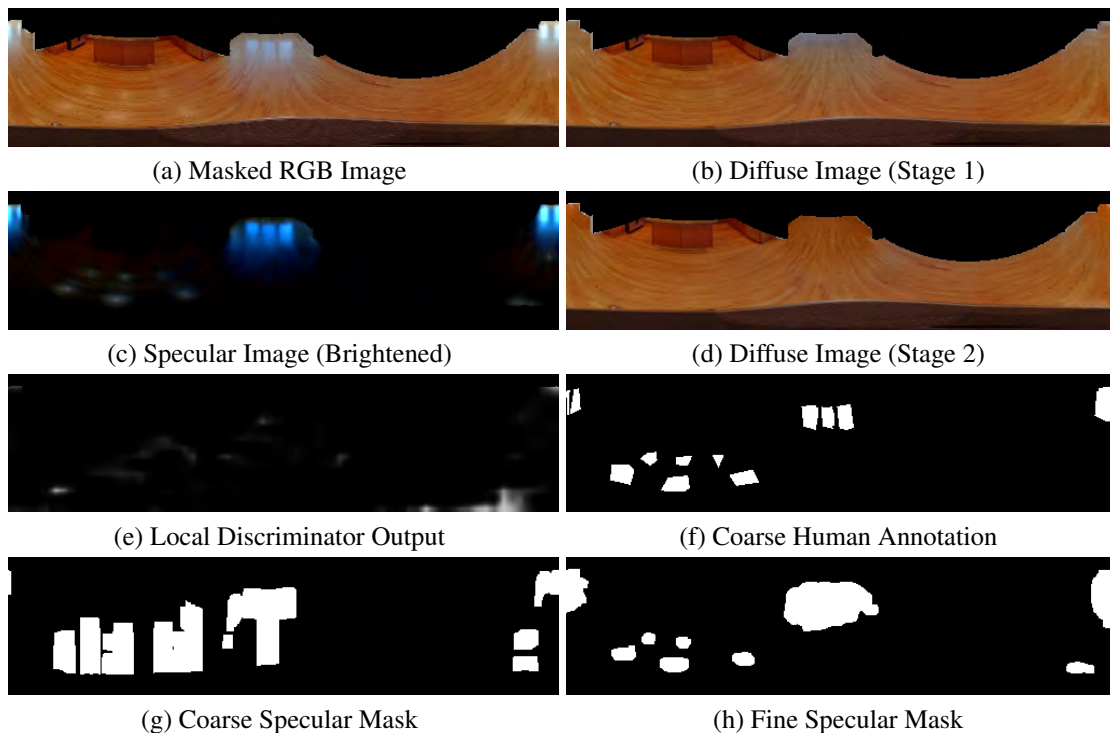 (a) Masked RGB Image
(b) Diffuse Image (Stage 1)
(c) Specular Image (Brightened)
(d) Diffuse Image (Stage 2)
(e) Local Discriminator Output
(f) Coarse Human Annotation
(g) Coarse Specular Mask
(h) Fine Specular Mask